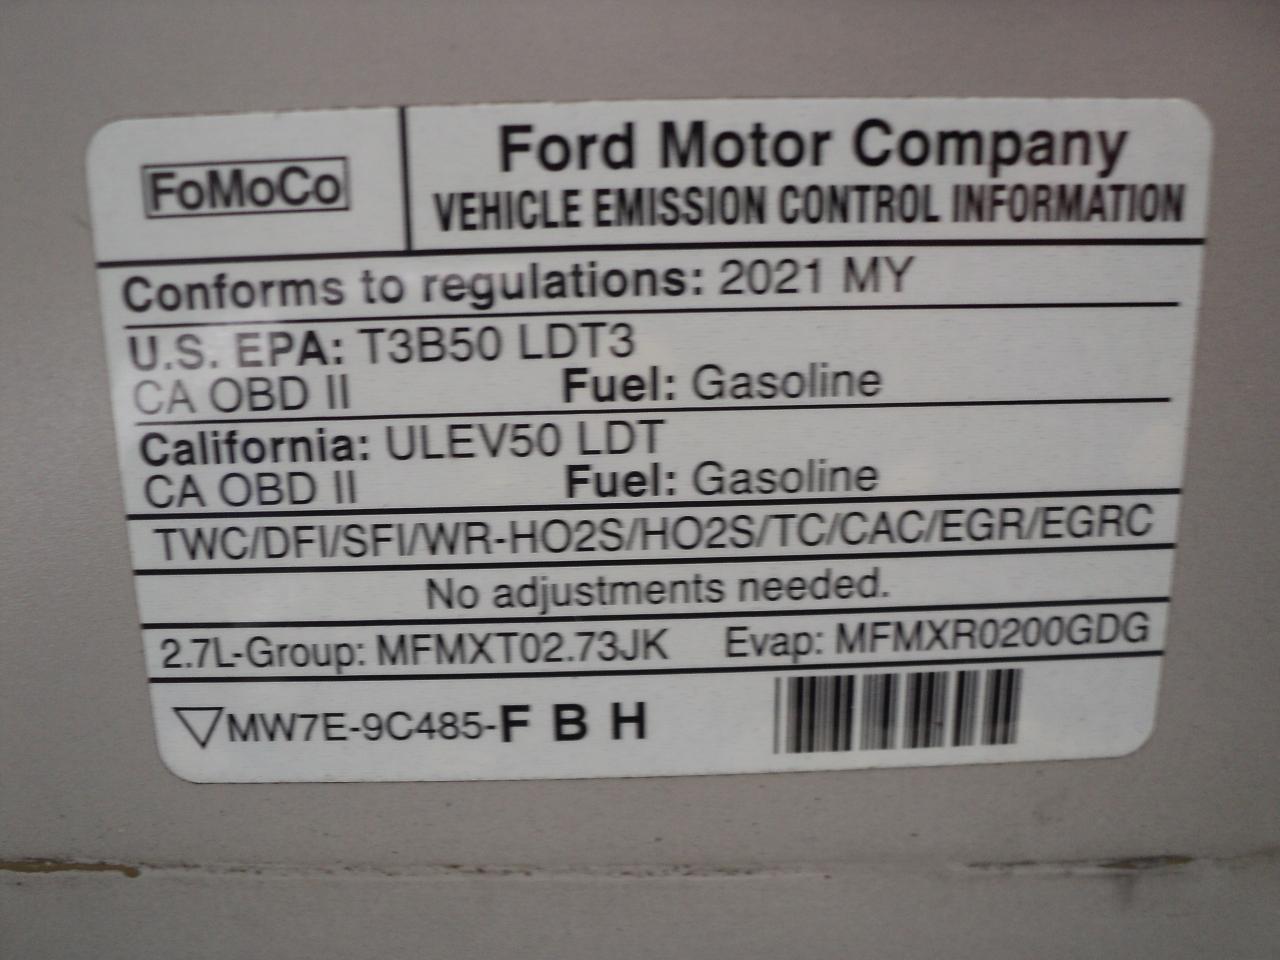 FoMoCo
Ford Motor Company
VEHICLE EMISSION CONTROL INFORMATION
Conforms to regulations: 2021 MY
U.S. EPA: T3B50 LDT3
CA OBD II Fuel: Gasoline
California: ULEV50 LDT
CA OBD II Fuel: Gasoline
TWC/DFI/SFI/WR-HO2S/HO2S/TC/CAC/EGR/EGRC
No adjustments needed.
2.7L-Group: MFMXT02.73JK Evap: MFMXR0200GDG
MW7E-9C485-F B H